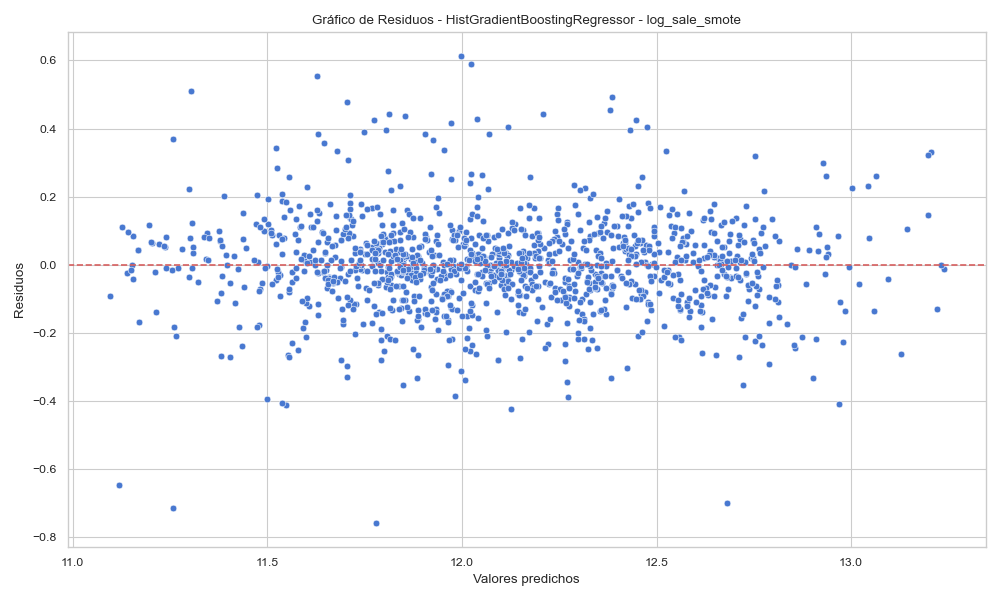 Gráfico de Residuos - HistGradientBoostingRegressor - log_sale_smote
0.6
0.4
0.2
0.0
−0.2
−0.4
−0.6
−0.8
Residuos
11.0 11.5 12.0 12.5 13.0
Valores predichos